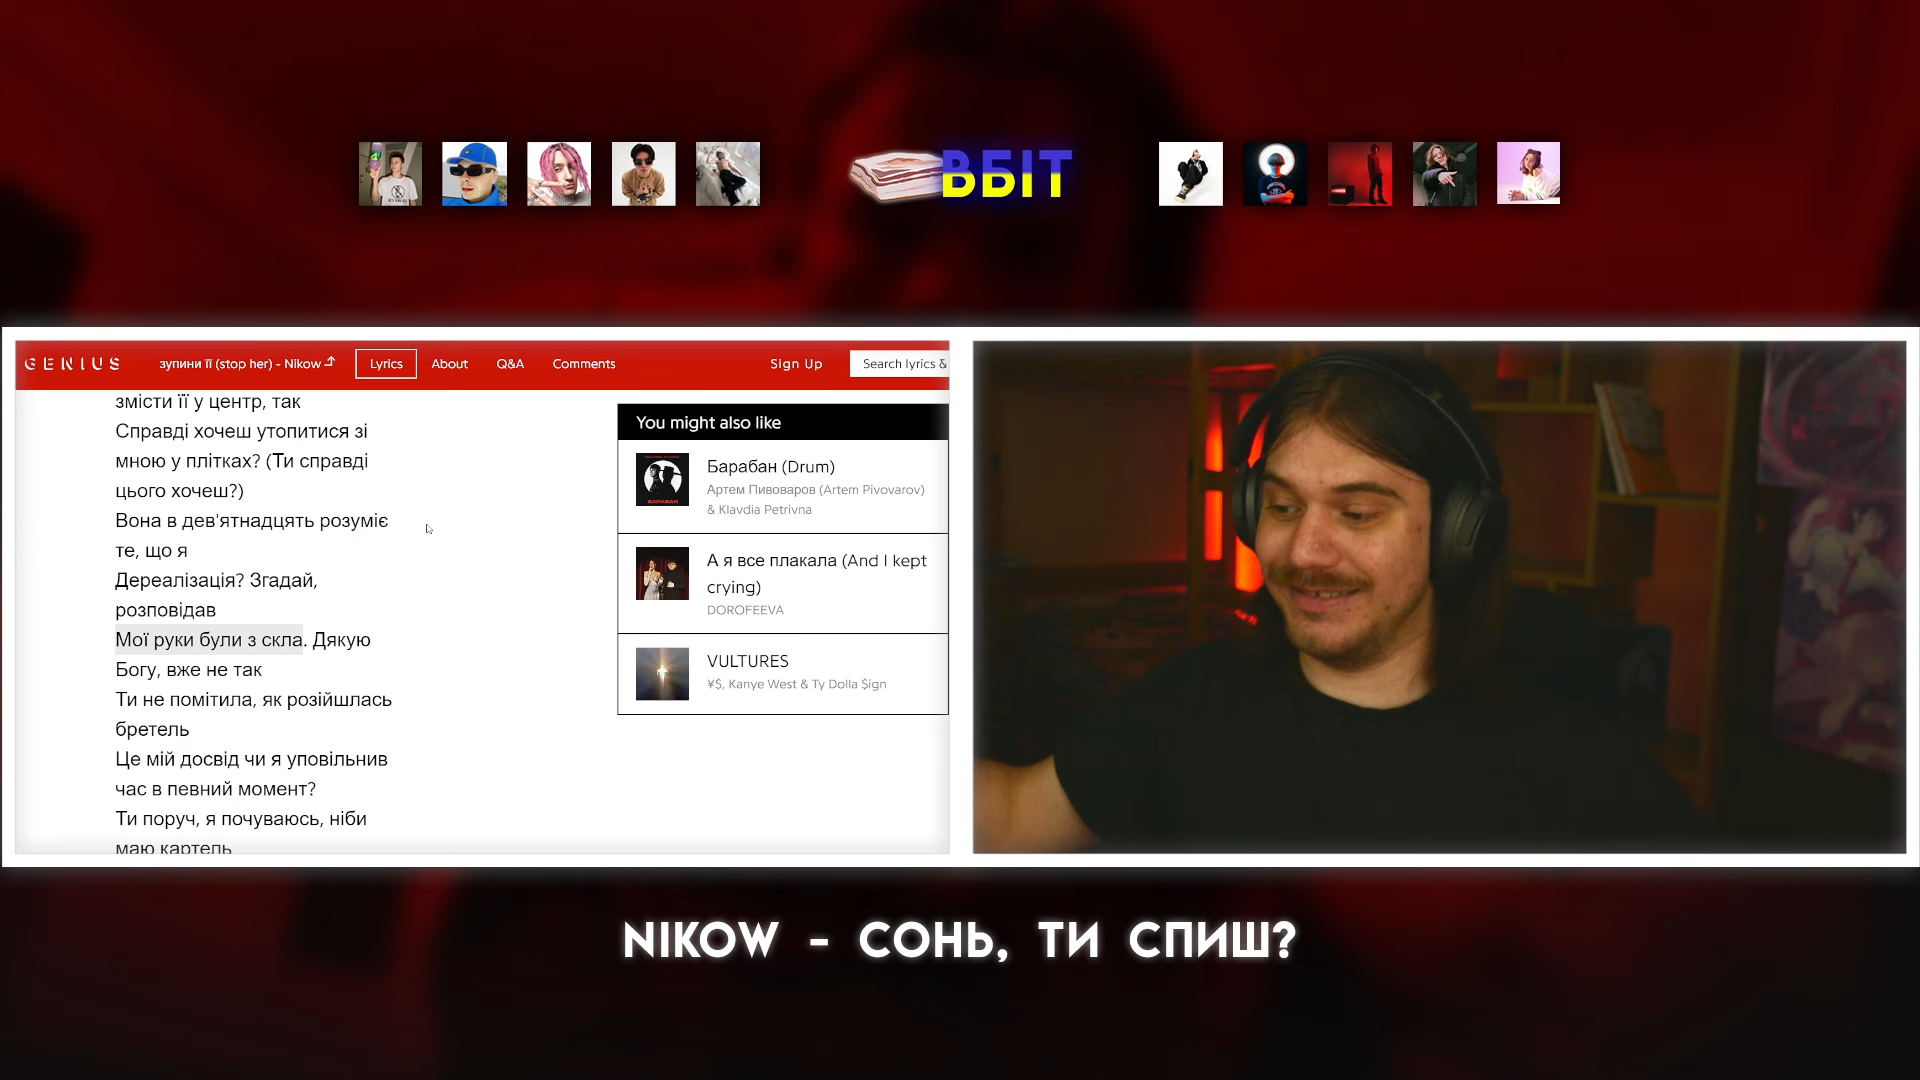 ВБІТ
GENIUS
зупини її (stop her) - Nikow
Lyrics
About
Q&A
Comments
Sign Up
Search lyrics &
змісти її у центр, так
Справді хочеш утопитися зі
мною у плітках? (Ти справді
цього хочеш?)
Вона в дев'ятнадцять розуміє
те, що я
Дереалізація? Згадай,
розповідав
Мої руки були з скла. Дякую
Богу, вже не так
Ти не помітила, як розійшлась
бретель
Це мій досвід чи я уповільнив
час в певний момент?
Ти поруч, я почуваюсь, ніби
маю картель
You might also like
Барабан (Drum)
Артем Пивоваров (Artem Pivovarov)
& Klavdia Petrivna
А я все плакала (And I kept
crying)
DOROFEEVA
VULTURES
¥$, Kanye West & Ty Dolla $ign
NIKOW - СОНЬ, ТИ СПИШ?